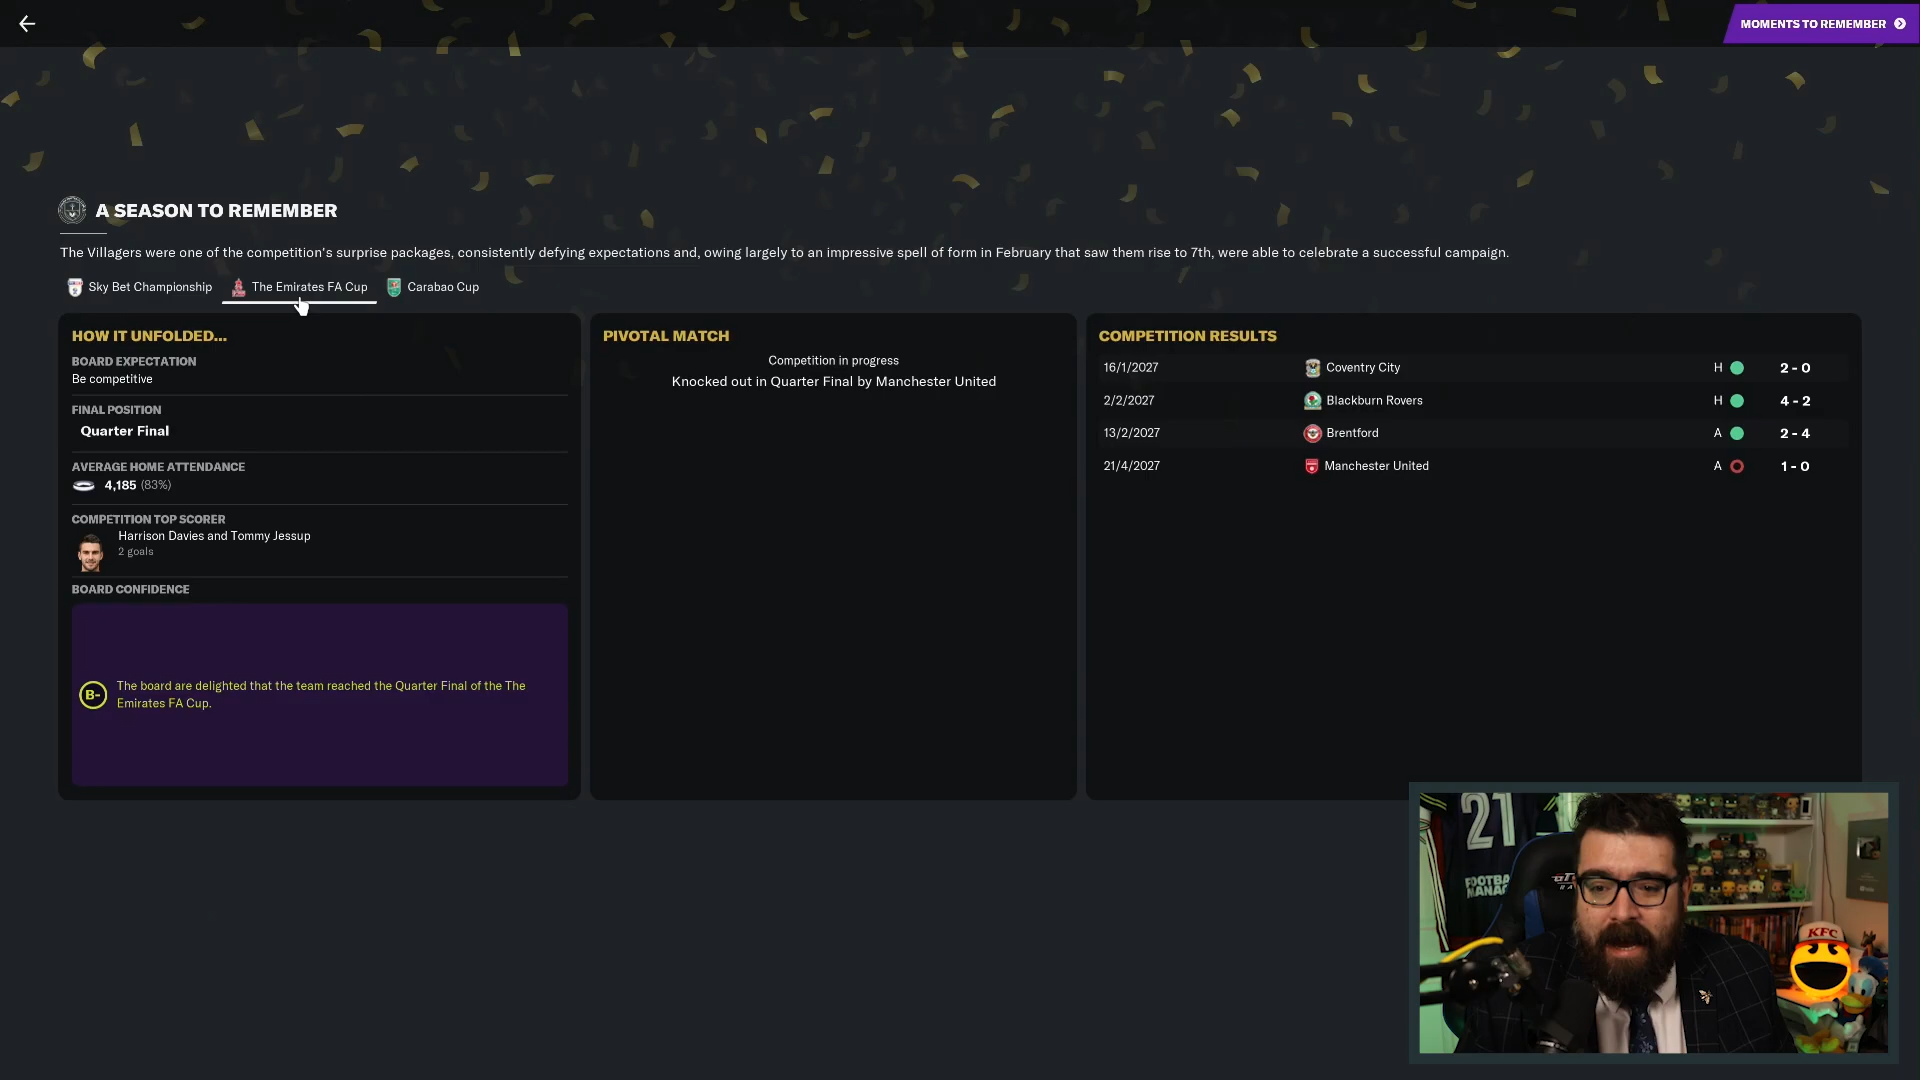 MOMENTS TO REMEMBER
A SEASON TO REMEMBER
The Villagers were one of the competition's surprise packages, consistently defying expectations and, owing largely to an impressive spell of form in February that saw them rise to 7th, were able to celebrate a successful campaign.
Sky Bet Championship The Emirates FA Cup Carabao Cup
HOW IT UNFOLDED...
BOARD EXPECTATION
Be competitive
FINAL POSITION
Quarter Final
AVERAGE HOME ATTENDANCE
4,185 (83%)
COMPETITION TOP SCORER
Harrison Davies and Tommy Jessup
2 goals
BOARD CONFIDENCE
B-
The board are delighted that the team reached the Quarter Final of the The
Emirates FA Cup.
PIVOTAL MATCH
Competition in progress
Knocked out in Quarter Final by Manchester United
COMPETITION RESULTS
16/1/2027 Coventry City H 2 - 0
2/2/2027 Blackburn Rovers H 4 - 2
13/2/2027 Brentford A 2 - 4
21/4/2027 Manchester United A 1 - 0
21
KFC